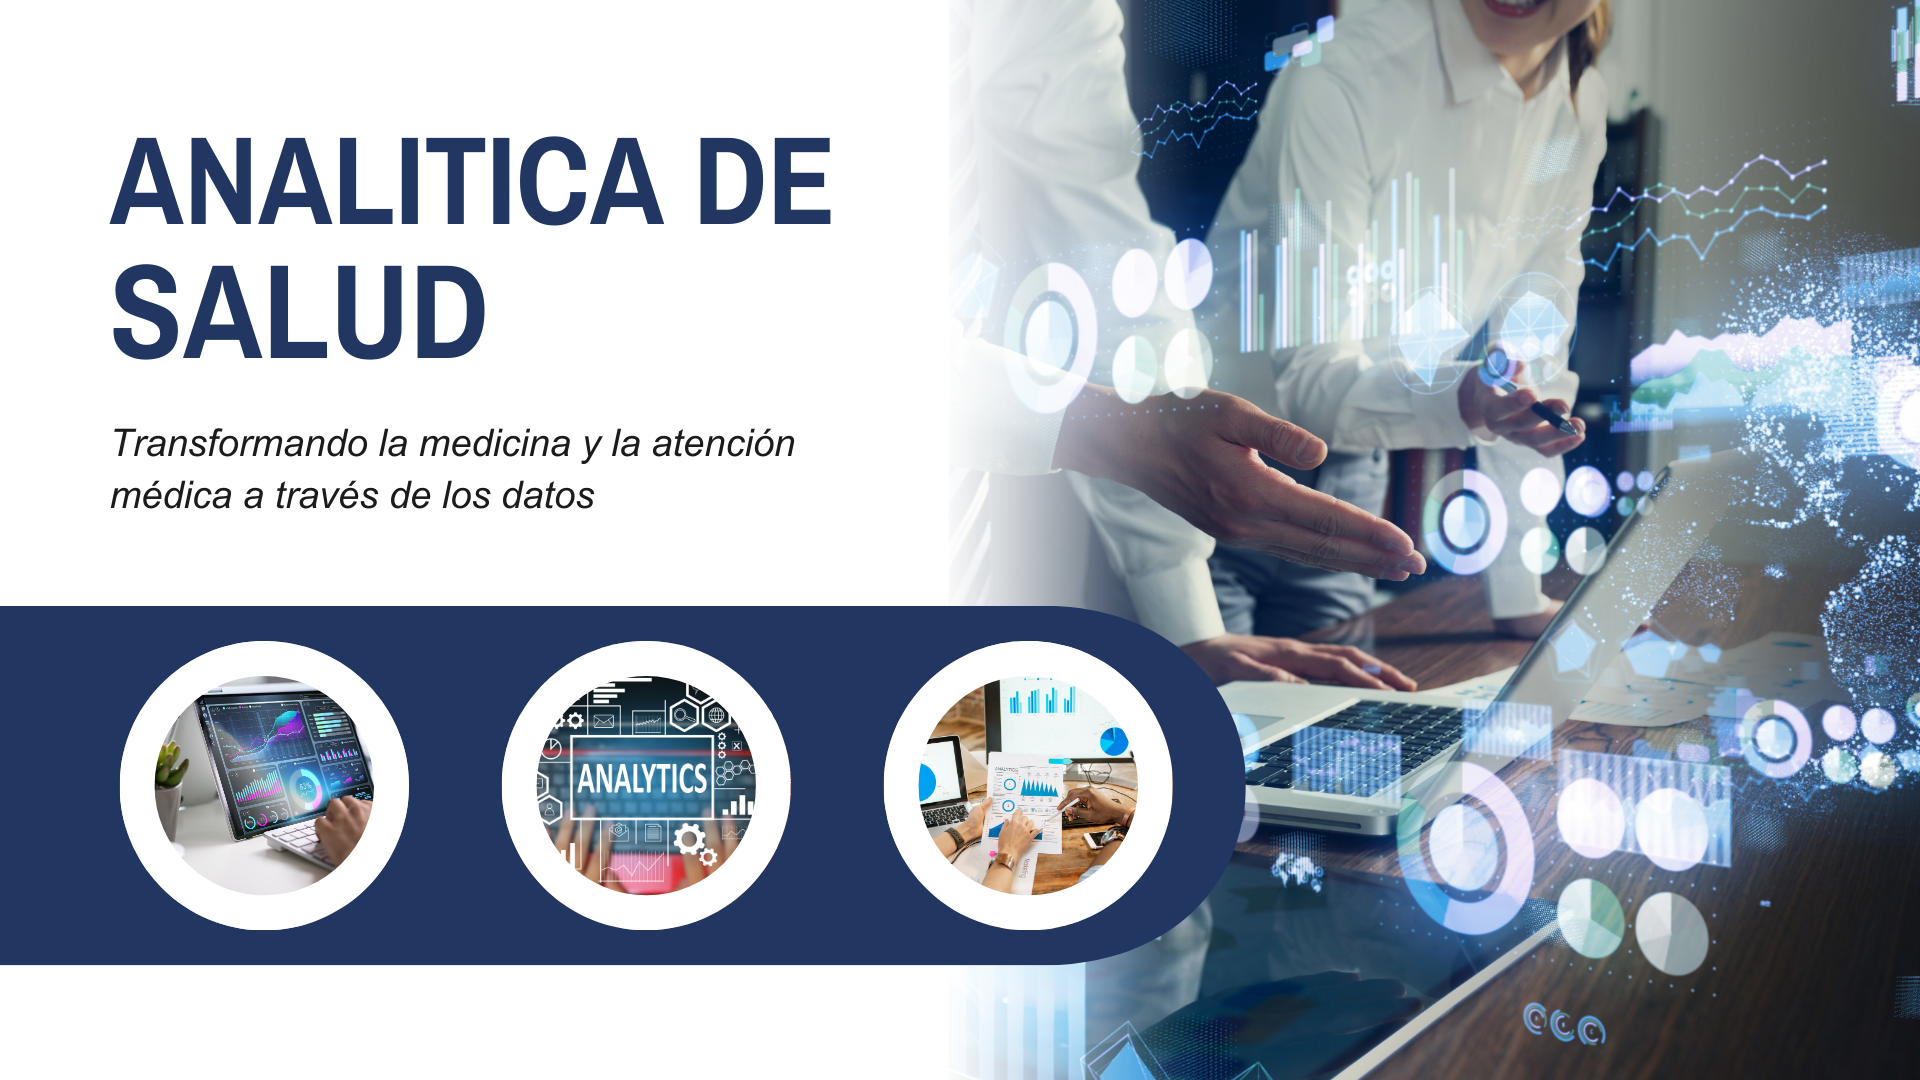 ANALITICA DE
SALUD
Transformando la medicina y la atención
médica a través de los datos
ANALYTICS